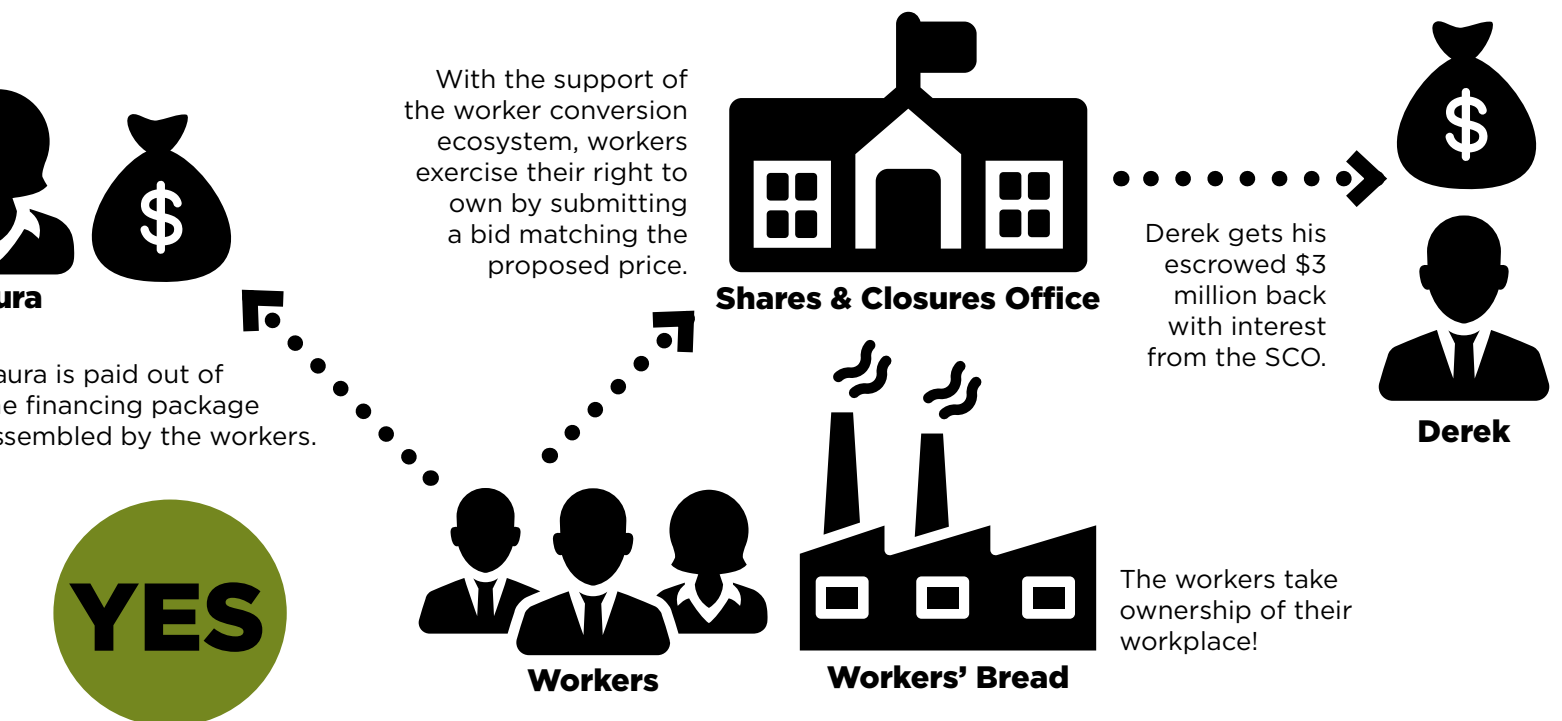 With the support of
the worker conversion
ecosystem, workers
exercise their right to
own by submitting
a bid matching the
proposed price.
$
$
ura
Shares & Closures Office
Derek gets his
escrowed $3
million back
with interest
from the SCO.
Derek
aura is paid out of
e financing package
ssembled by the workers.
YES
Workers
Workers’ Bread
The workers take
ownership of their
workplace!